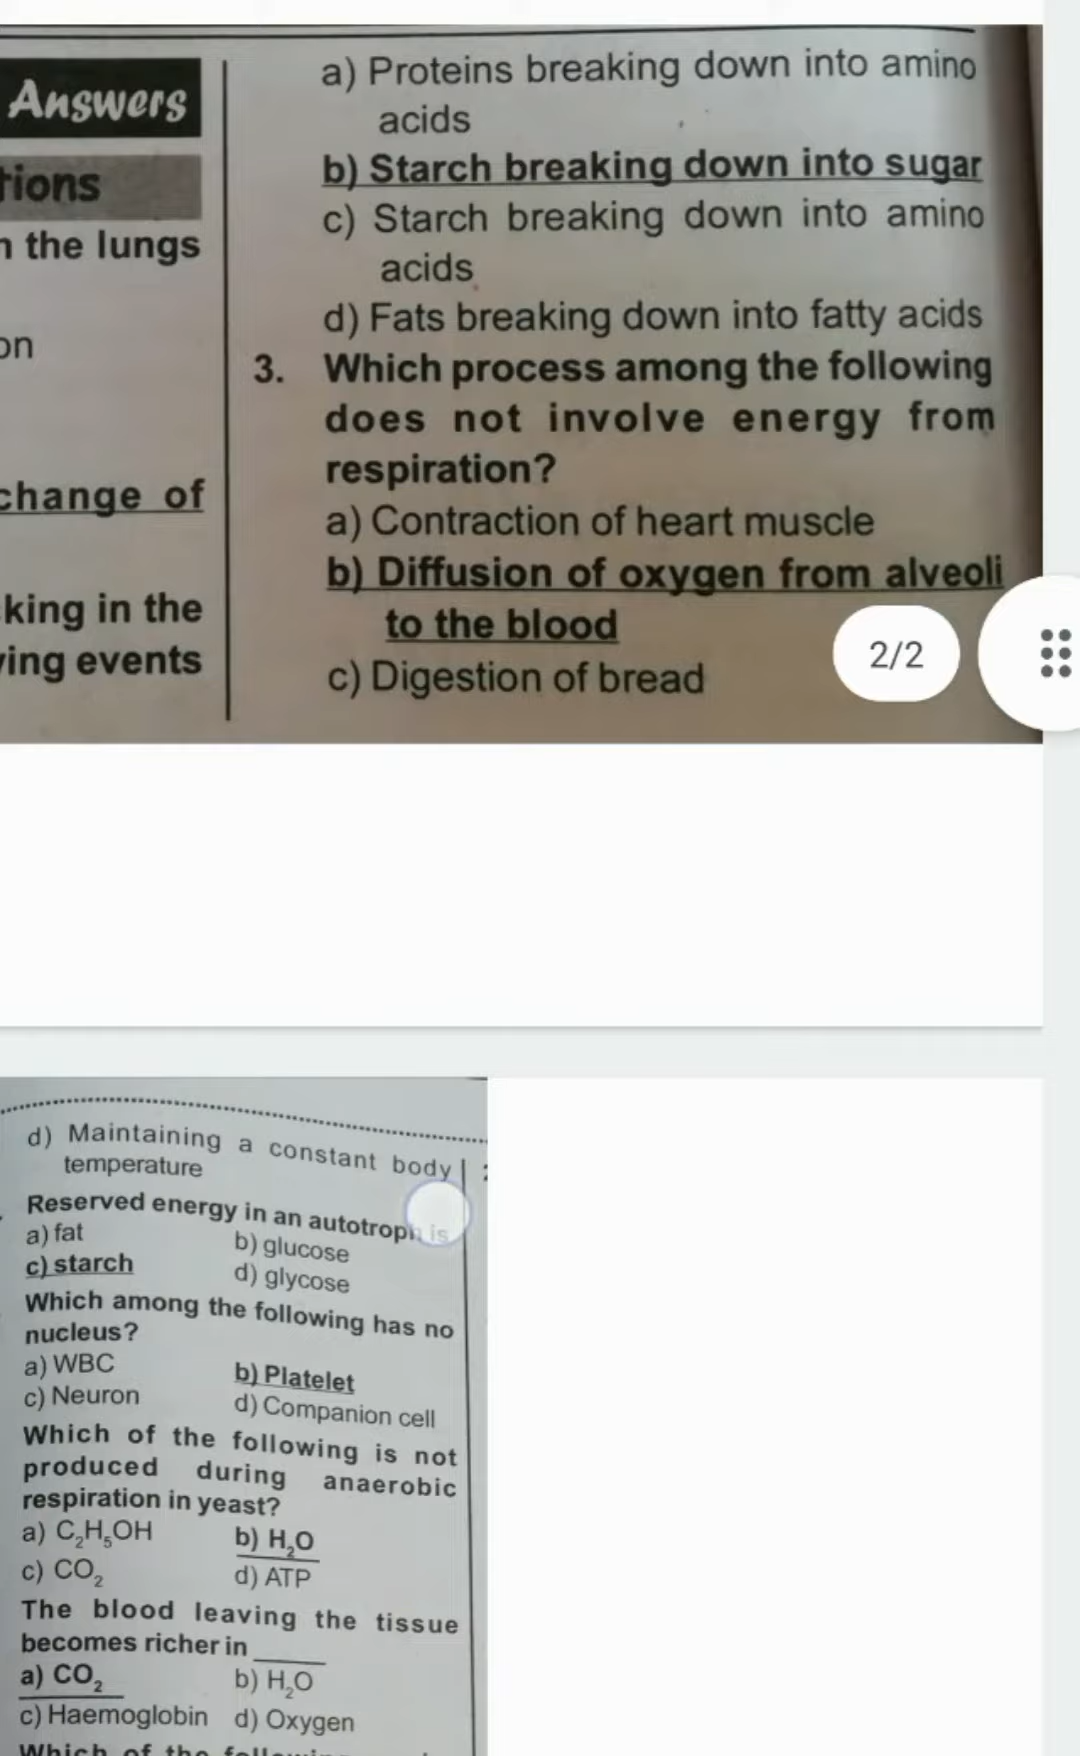 Answers
tions
n the lungs
on
change of
king in the
ing events
a) Proteins breaking down into amino
acids
b) Starch breaking down into sugar
c) Starch breaking down into amino
acids
d) Fats breaking down into fatty acids
3. Which process among the following
does not involve energy from
respiration?
a) Contraction of heart muscle
b) Diffusion of oxygen from alveoli
to the blood
c) Digestion of bread
2/2
d) Maintaining a constant body
temperature
Reserved energy in an autotroph is
a) fat b) glucose
c) starch d) glycose
Which among the following has no
nucleus?
a) WBC b) Platelet
c) Neuron d) Companion cell
Which of the following is not
produced during anaerobic
respiration in yeast?
a) C₂H₅OH b) H₂O
c) CO₂ d) ATP
The blood leaving the tissue
becomes richer in ____
a) CO₂ b) H₂O
c) Haemoglobin d) Oxygen
Which of the following